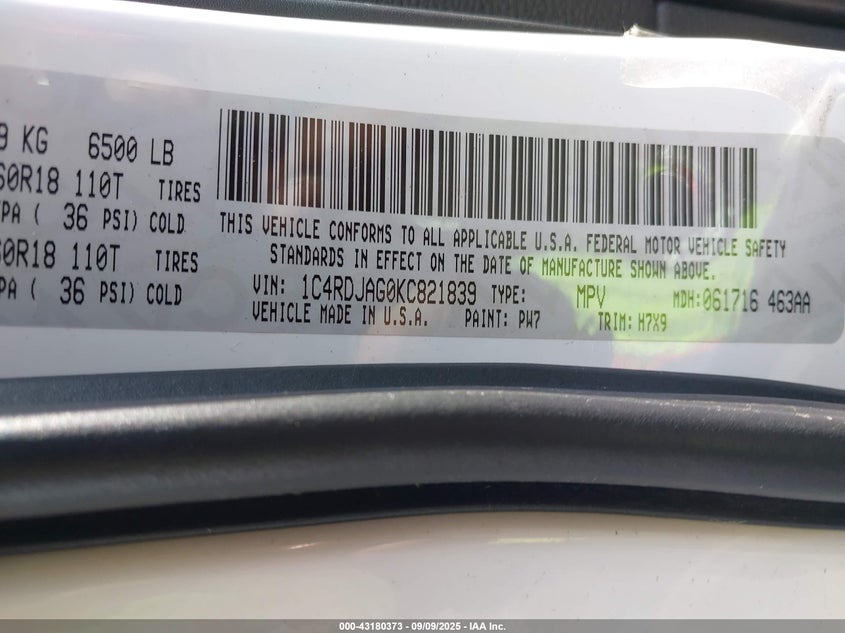 9 KG 6500 LB
60R18 110T TIRES
PA ( 36 PSI) COLD
60R18 110T TIRES
PA ( 36 PSI) COLD
THIS VEHICLE CONFORMS TO ALL APPLICABLE U.S.A. FEDERAL MOTOR VEHICLE SAFETY
STANDARDS IN EFFECT ON THE DATE OF MANUFACTURE SHOWN ABOVE.
VIN: 1C4RDJAG0KC821839 TYPE: MPV MDH:061716 463AA
VEHICLE MADE IN U.S.A. PAINT: PW7 TRIM: H7X9
000-43180373 - 09/09/2025 - IAA Inc.